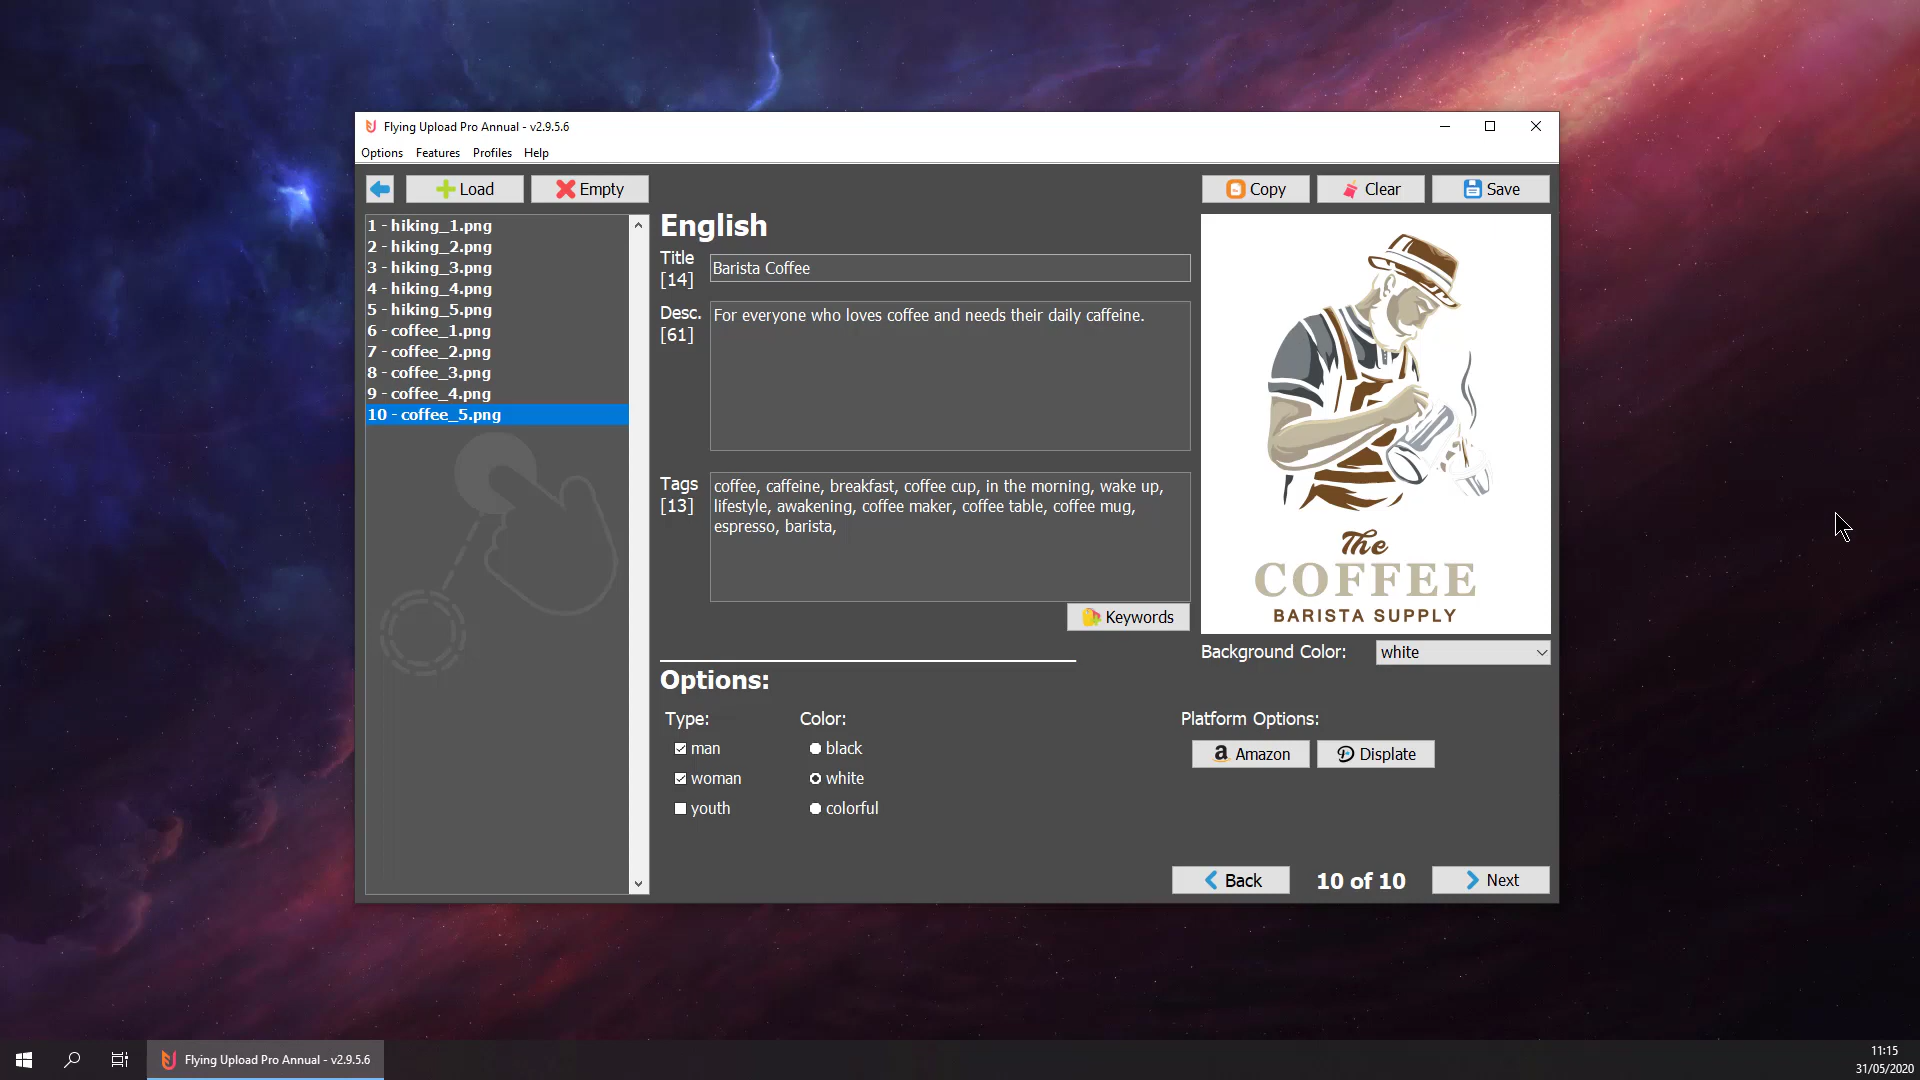 Flying Upload Pro Annual - v2.9.5.6
Options Features Profiles Help
Load Empty Copy Clear Save
1 - hiking_1.png
2 - hiking_2.png
3 - hiking_3.png
4 - hiking_4.png
5 - hiking_5.png
6 - coffee_1.png
7 - coffee_2.png
8 - coffee_3.png
9 - coffee_4.png
10 - coffee_5.png
English
Title
[14]
Barista Coffee
Desc.
[61]
For everyone who loves coffee and needs their daily caffeine.
Tags
[13]
coffee, caffeine, breakfast, coffee cup, in the morning, wake up,
lifestyle, awakening, coffee maker, coffee table, coffee mug,
espresso, barista,
Keywords
The
COFFEE
BARISTA SUPPLY
Background Color: white
Options:
Type:
man
woman
youth
Color:
black
white
colorful
Platform Options:
Amazon Displate
Back 10 of 10 Next
Flying Upload Pro Annual - v2.9.5.6
11:15
31/05/2020